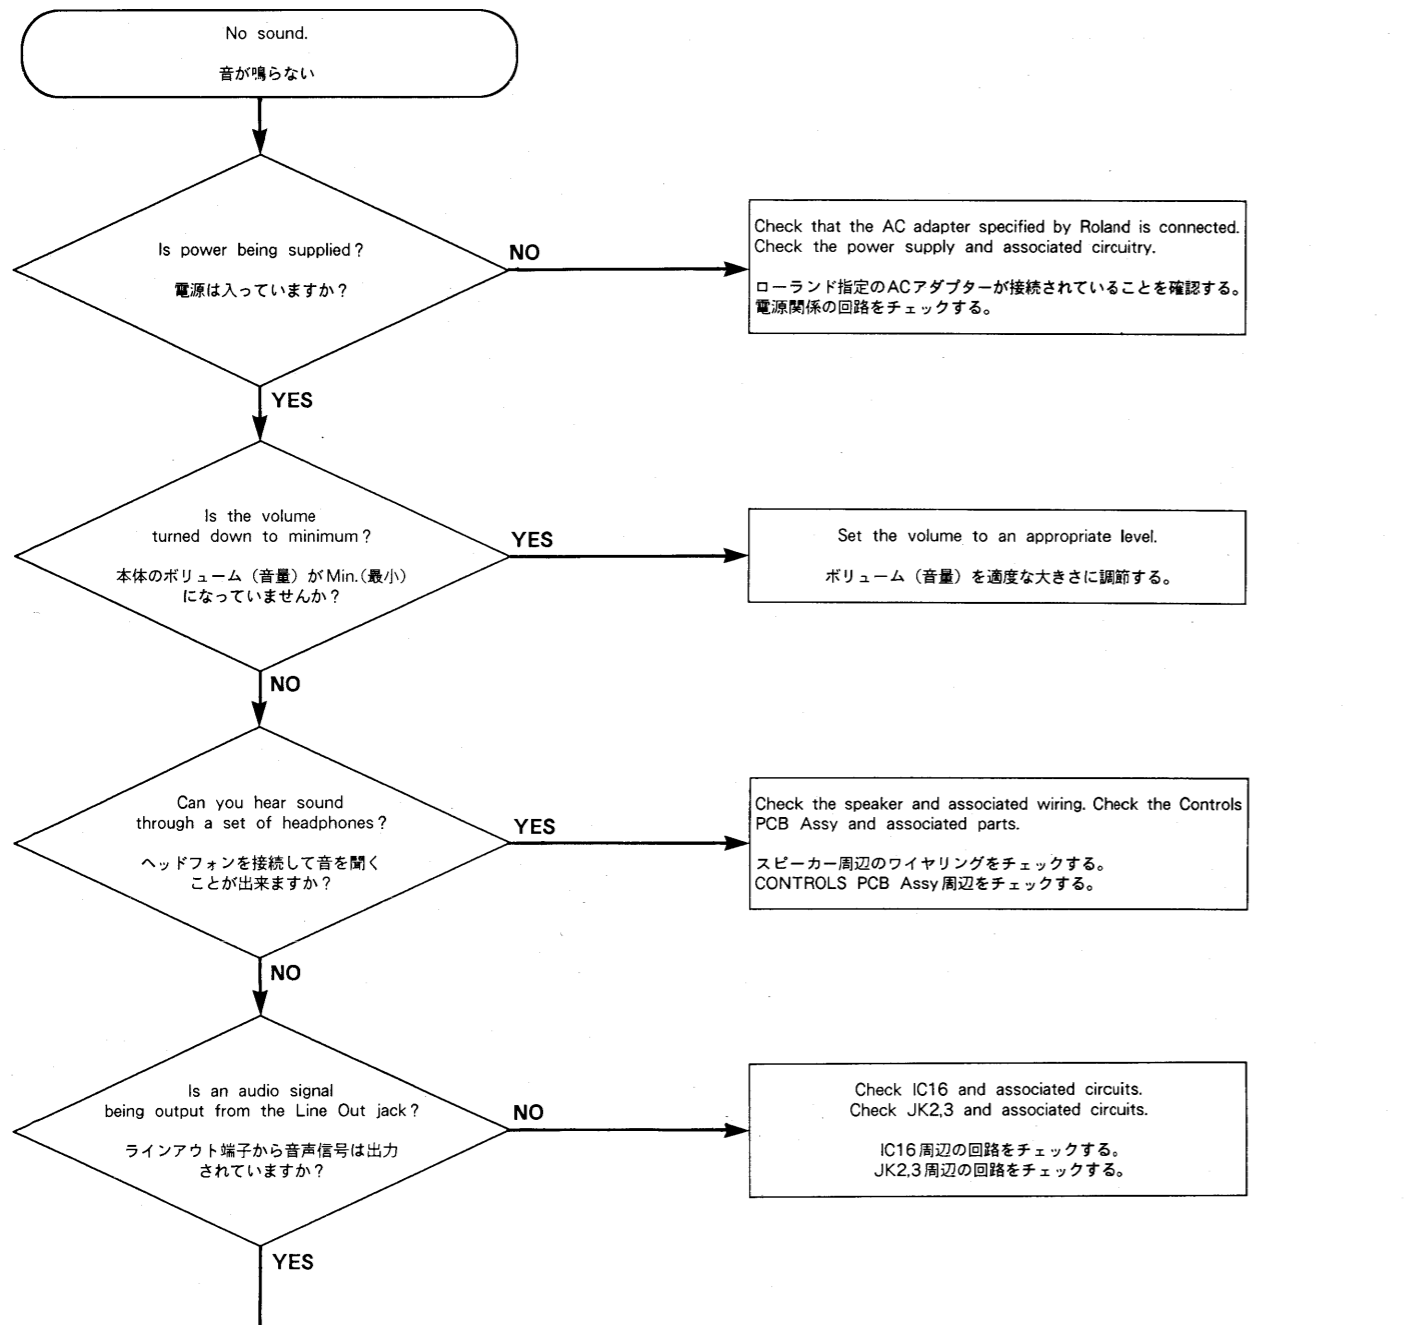 No sound.
音が鳴らない
Is power being supplied?
電源は入っていますか?
NO
Check that the AC adapter specified by Roland is connected.
Check the power supply and associated circuitry.
ローランド指定のACアダプターが接続されていることを確認する。
電源関係の回路をチェックする。
YES
Is the volume
turned down to minimum?
本体のボリューム(音量)がMin.(最小)
になっていませんか?
YES
Set the volume to an appropriate level.
ボリューム(音量)を適度な大きさに調節する。
NO
Can you hear sound
through a set of headphones?
ヘッドフォンを接続して音を聞く
ことが出来ますか?
YES
Check the speaker and associated wiring. Check the Controls
PCB Assy and associated parts.
スピーカー周辺のワイヤリングをチェックする。
CONTROLS PCB Assy周辺をチェックする。
NO
Is an audio signal
being output from the Line Out jack?
ラインアウト端子から音声信号は出力
されていますか?
NO
Check IC16 and associated circuits.
Check JK2,3 and associated circuits.
IC16周辺の回路をチェックする。
JK2,3周辺の回路をチェックする。
YES